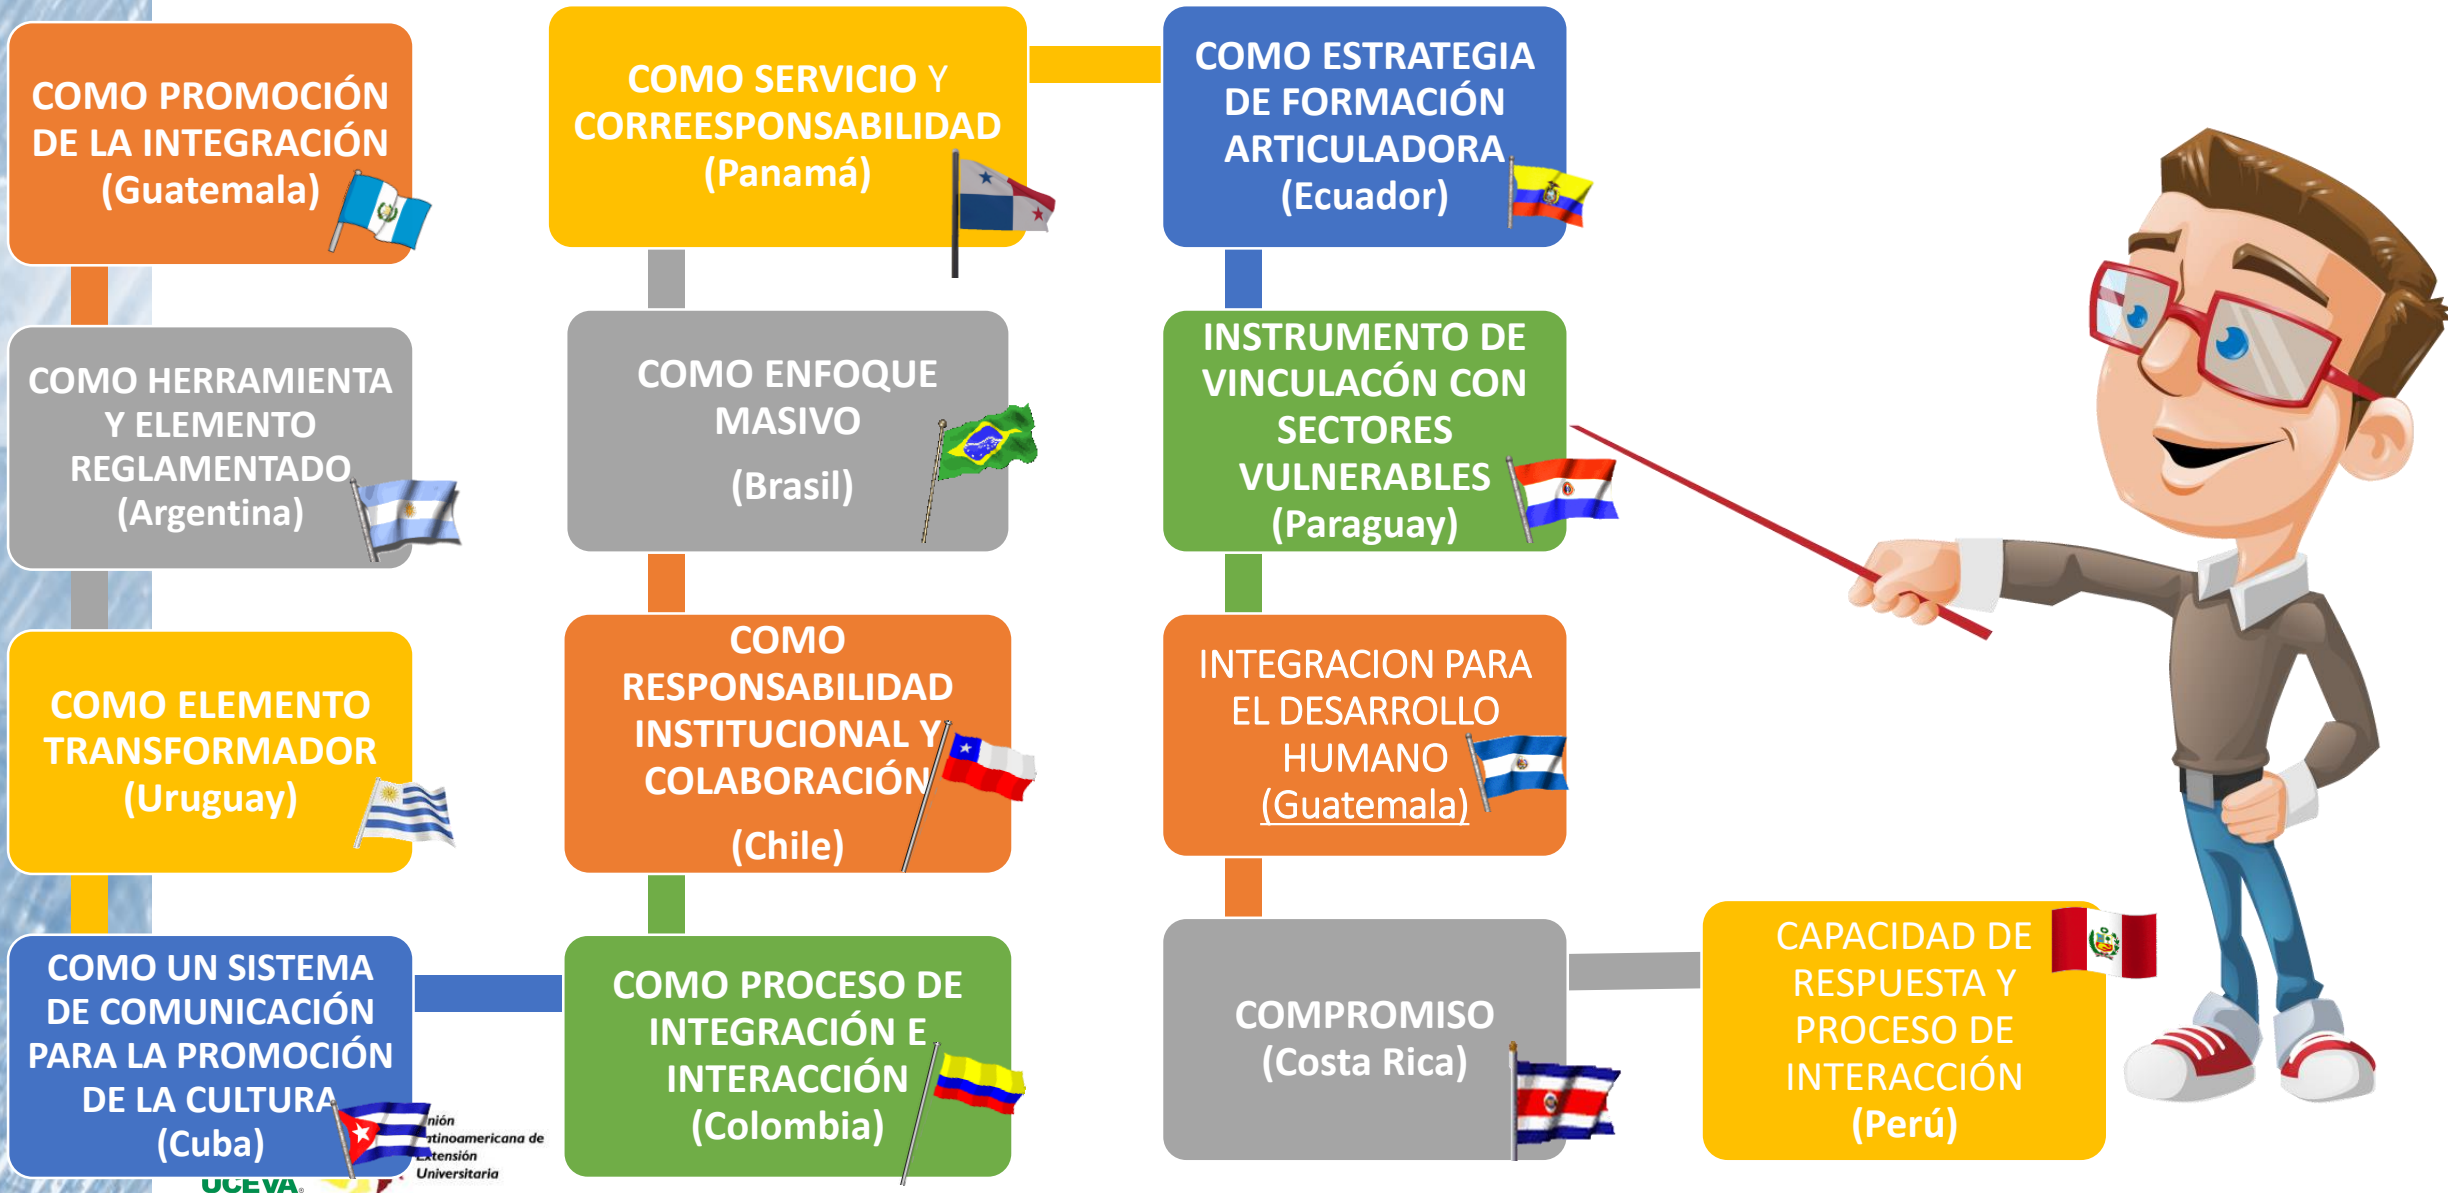 COMO PROMOCIÓN
DE LA INTEGRACIÓN
(Guatemala)
COMO HERRAMIENTA
Y ELEMENTO
REGLAMENTADO
(Argentina)
COMO ELEMENTO
TRANSFORMADOR
(Uruguay)
COMO UN SISTEMA
DE COMUNICACIÓN
PARA LA PROMOCIÓN
DE LA CULTURA
(Cuba)
COMO PROCESO DE
INTEGRACIÓN E
INTERACCIÓN
(Colombia)
COMO
RESPONSABILIDAD
INSTITUCIONAL Y
COLABORACIÓN
(Chile)
COMO ENFOQUE
MASIVO
(Brasil)
COMO SERVICIO Y
CORREESPONSABILIDAD
(Panamá)
COMO ESTRATEGIA
DE FORMACIÓN
ARTICULADORA
(Ecuador)
INSTRUMENTO DE
VINCULACÓN CON
SECTORES
VULNERABLES
(Paraguay)
INTEGRACION PARA
EL DESARROLLO
HUMANO
(Guatemala)
COMPROMISO
(Costa Rica)
CAPACIDAD DE
RESPUESTA Y
PROCESO DE
INTERACCIÓN
(Perú)
nión
tinoamericana de
xtensión
Universitaria
UCEVA